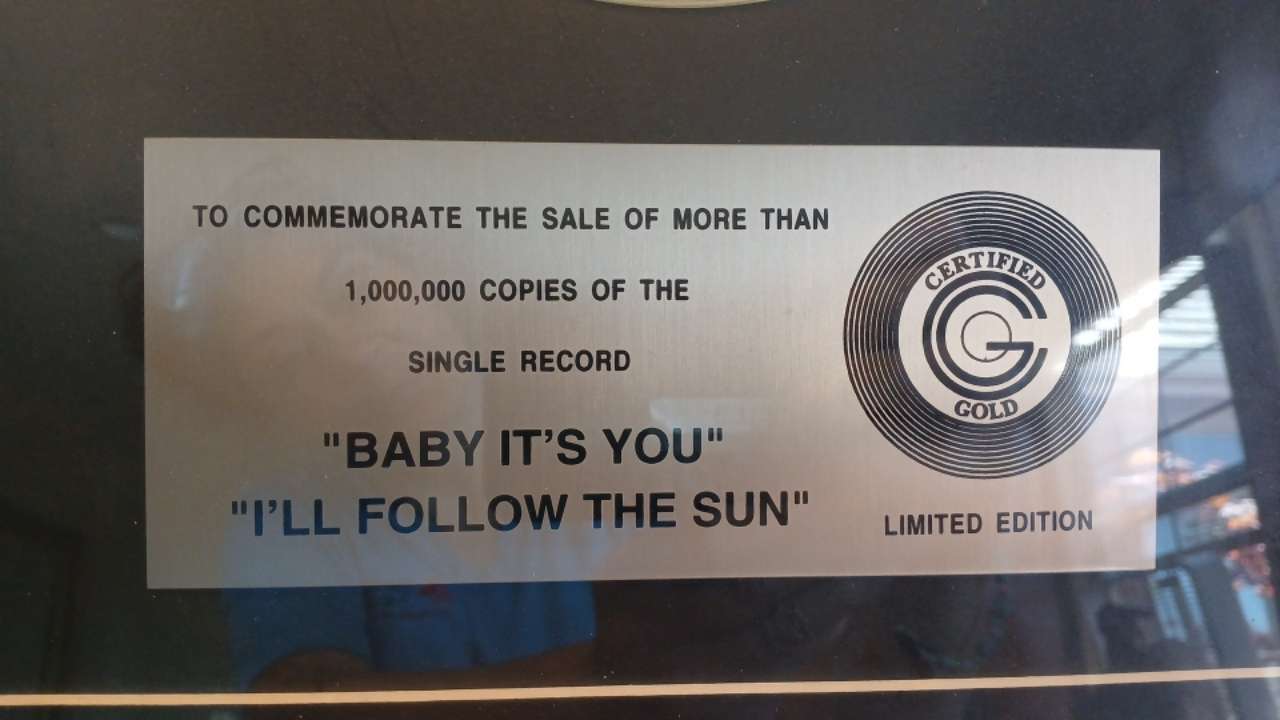 TO COMMEMORATE THE SALE OF MORE THAN
1,000,000 COPIES OF THE
SINGLE RECORD
"BABY IT'S YOU"
"I'LL FOLLOW THE SUN"
CERTIFIED
GOLD
LIMITED EDITION